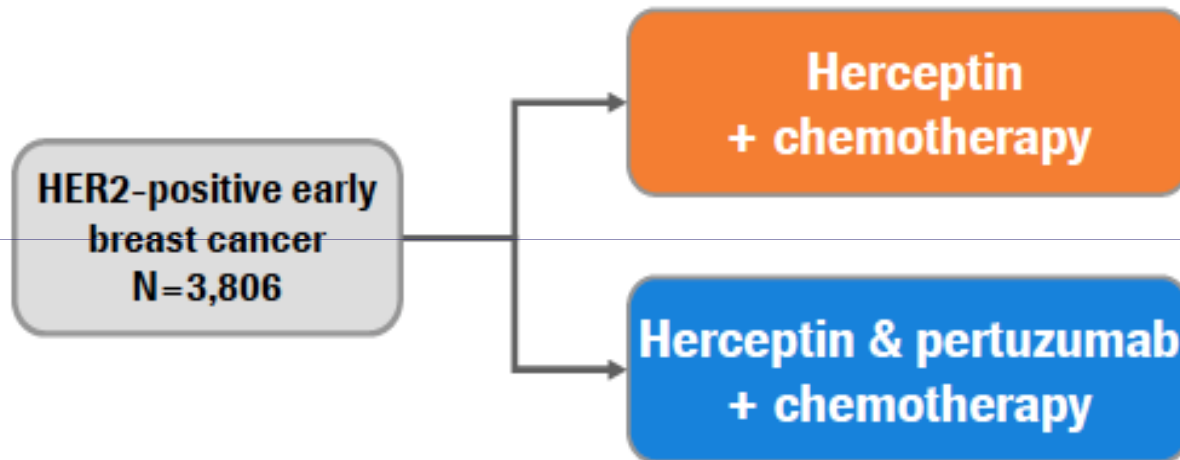 HER2-positive early
breast cancer
N=3,806
Herceptin
+ chemotherapy
Herceptin & pertuzumab
+ chemotherapy